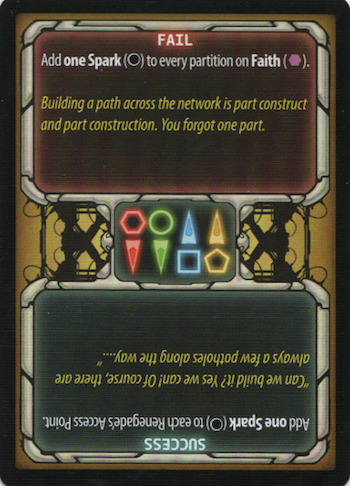 FAIL
Add one Spark (⬡) to every partition on Faith (⬢).
Building a path across the network is part construct
and part construction. You forgot one part.
SUCCESS
Add one Spark (⬡) to each Renegade's Access Point.
"Can we build it? Yes we can! Of course, there are
always a few potholes along the way...."